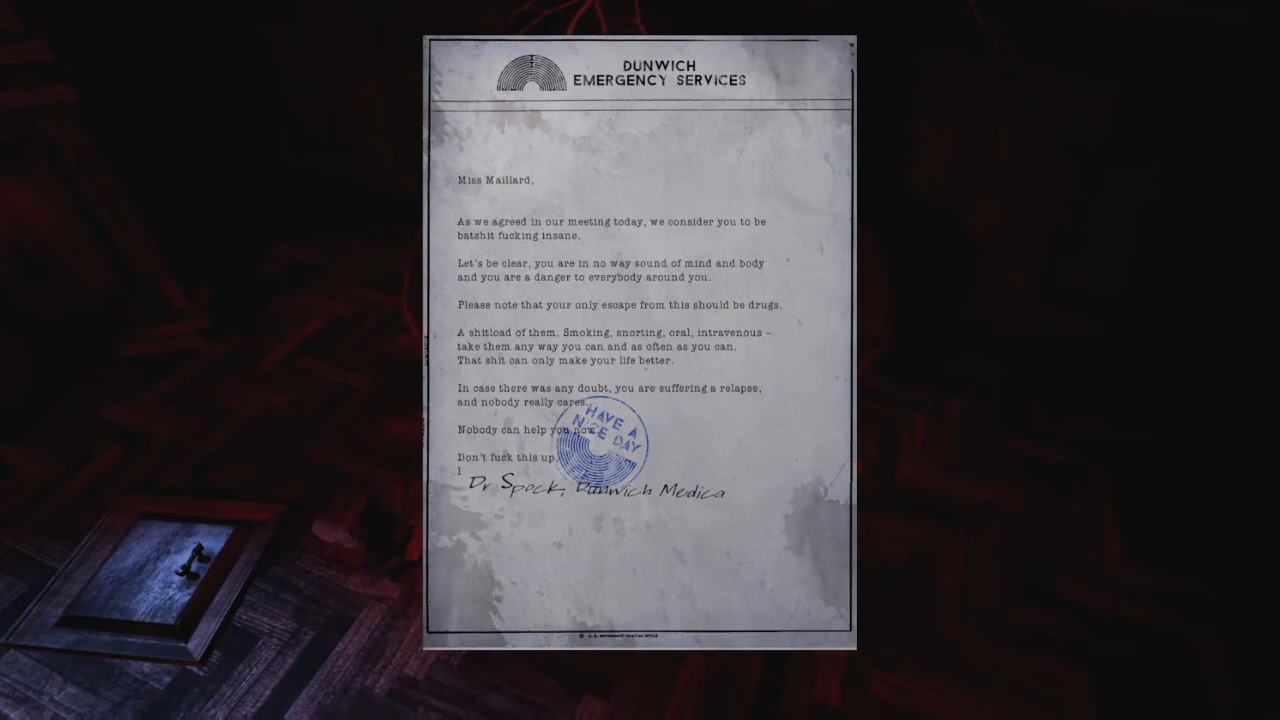 DUNWICH
EMERGENCY SERVICES
Miss Maillard,
As we agreed in our meeting today, we consider you to be
batshit fucking insane.
Let's be clear, you are in no way sound of mind and body
and you are a danger to everybody around you.
Please note that your only escape from this should be drugs.
A shitload of them. Smoking, snorting, oral, intravenous –
take them any way you can and as often as you can.
That shit can only make your life better.
In case there was any doubt, you are suffering a relapse,
and nobody really cares.
Nobody can help you now.
HAVE A
NICE DAY
Don't fuck this up,
l
Dr. Spock, Dunwich Medica